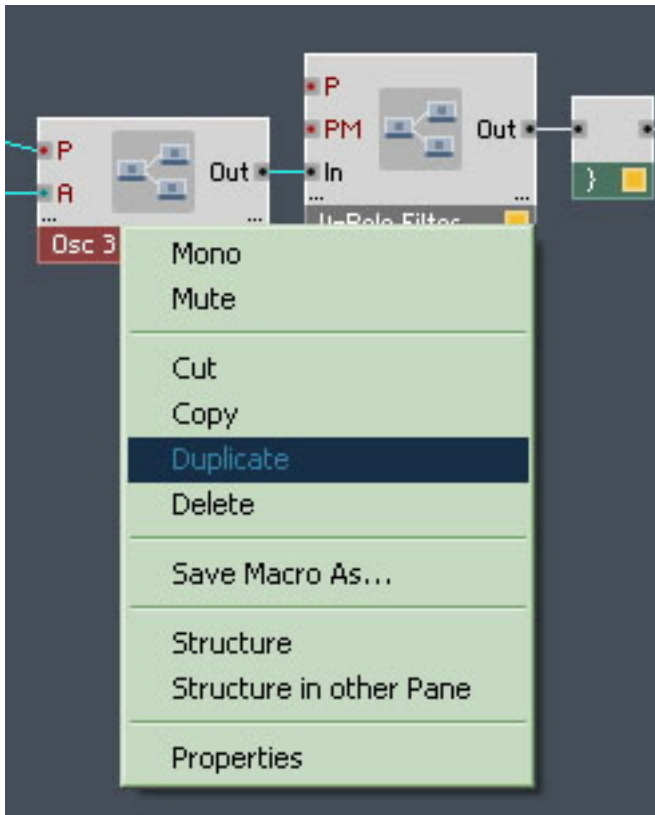 P
PM
Out
In
...
...
P
A
Out
...
...
Osc 3
}
Mono
Mute
Cut
Copy
Duplicate
Delete
Save Macro As...
Structure
Structure in other Pane
Properties